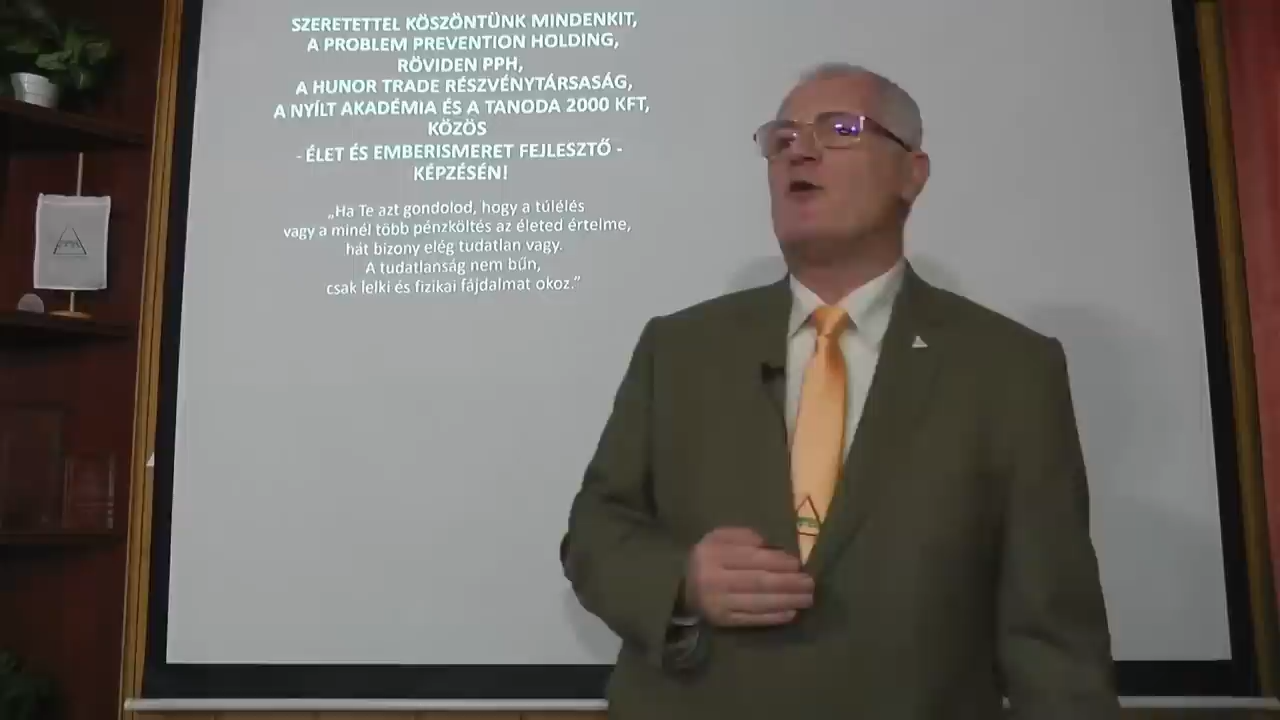 SZERETETTEL KÖSZÖNTÜNK MINDENKIT,
A PROBLEM PREVENTION HOLDING,
RÖVIDEN PPH,
A HUNOR TRADE RÉSZVÉNYTÁRSASÁG,
A NYÍLT AKADÉMIA ÉS A TANODA 2000 KFT,
KÖZÖS
- ÉLET ÉS EMBERISMERET FEJLESZTŐ -
KÉPZÉSÉN!
„Ha Te azt gondolod, hogy a túlélés
vagy a minél több pénzköltés az életed értelme,
hát bizony elég tudatlan vagy.
A tudatlanság nem bűn,
csak lelki és fizikai fájdalmat okoz.”